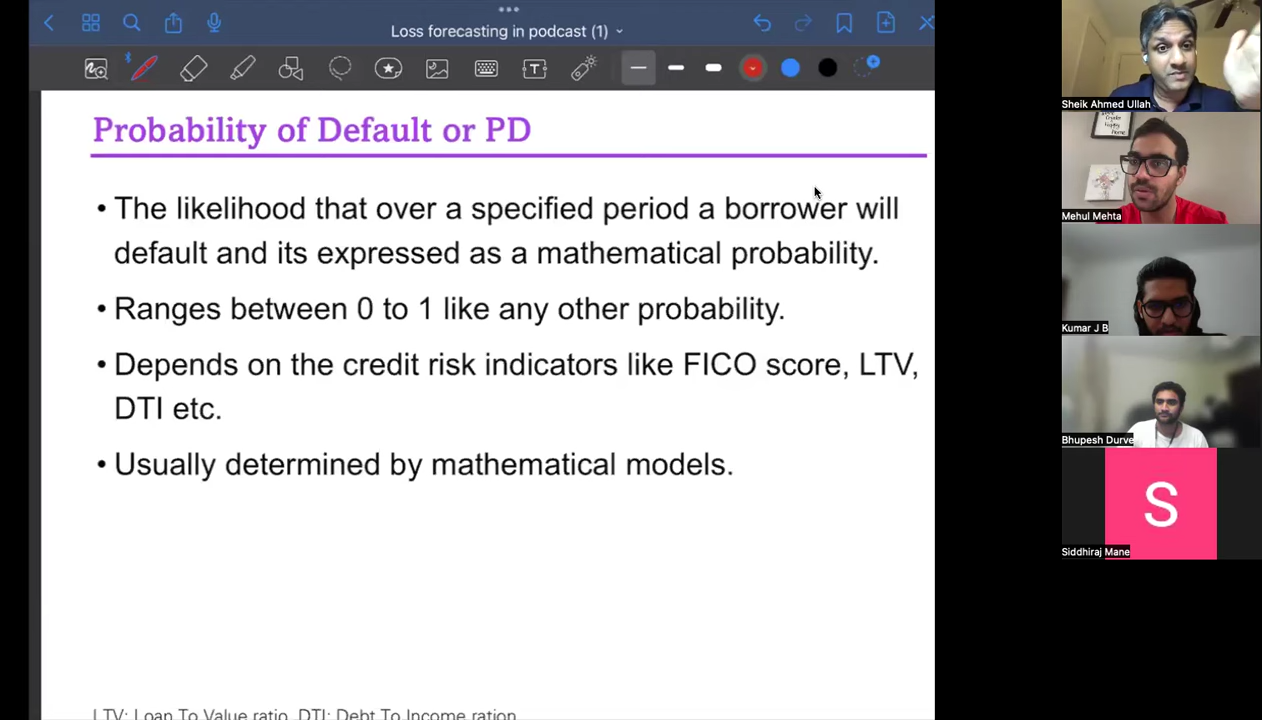 Loss forecasting in podcast (1)
T
Probability of Default or PD
• The likelihood that over a specified period a borrower will
default and its expressed as a mathematical probability.
• Ranges between 0 to 1 like any other probability.
• Depends on the credit risk indicators like FICO score, LTV,
DTI etc.
• Usually determined by mathematical models.
LTV: Loan To Value ratio, DTI: Debt To Income ration
Sheik Ahmed Ullah
Mehul Mehta
Kumar J B
Bhupesh Durve
S
Siddhiraj Mane